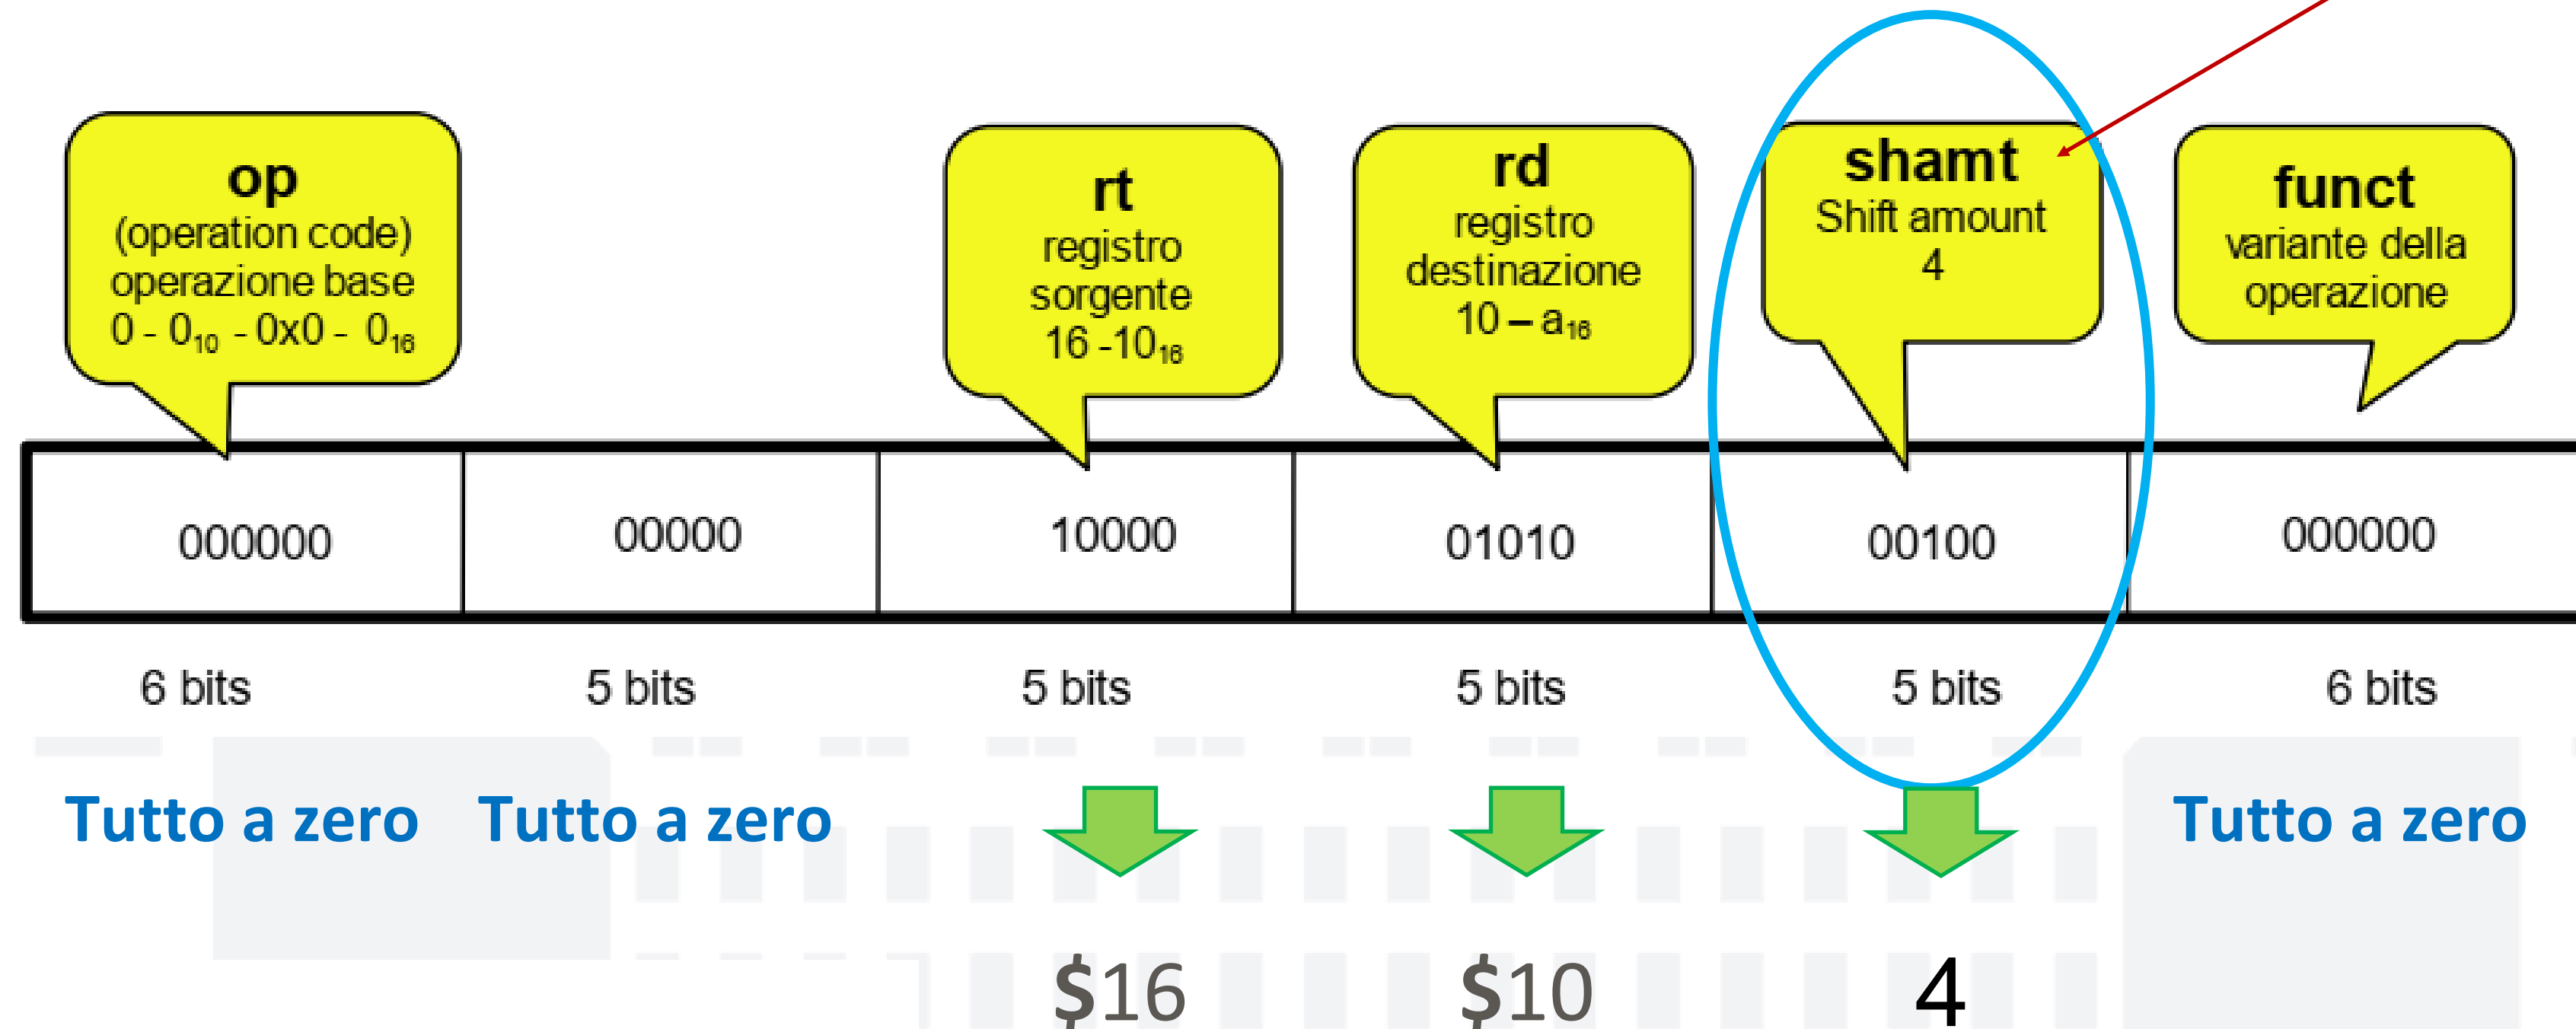 op
(operation code)
operazione base
0 - 0₁₀ - 0x0 - 0₁₆
rt
registro
sorgente
16 -10₁₆
rd
registro
destinazione
10 – a₁₆
shamt
Shift amount
4
funct
variante della
operazione
000000 00000 10000 01010 00100 000000
6 bits 5 bits 5 bits 5 bits 5 bits 6 bits
Tutto a zero Tutto a zero Tutto a zero
$16 $10 4